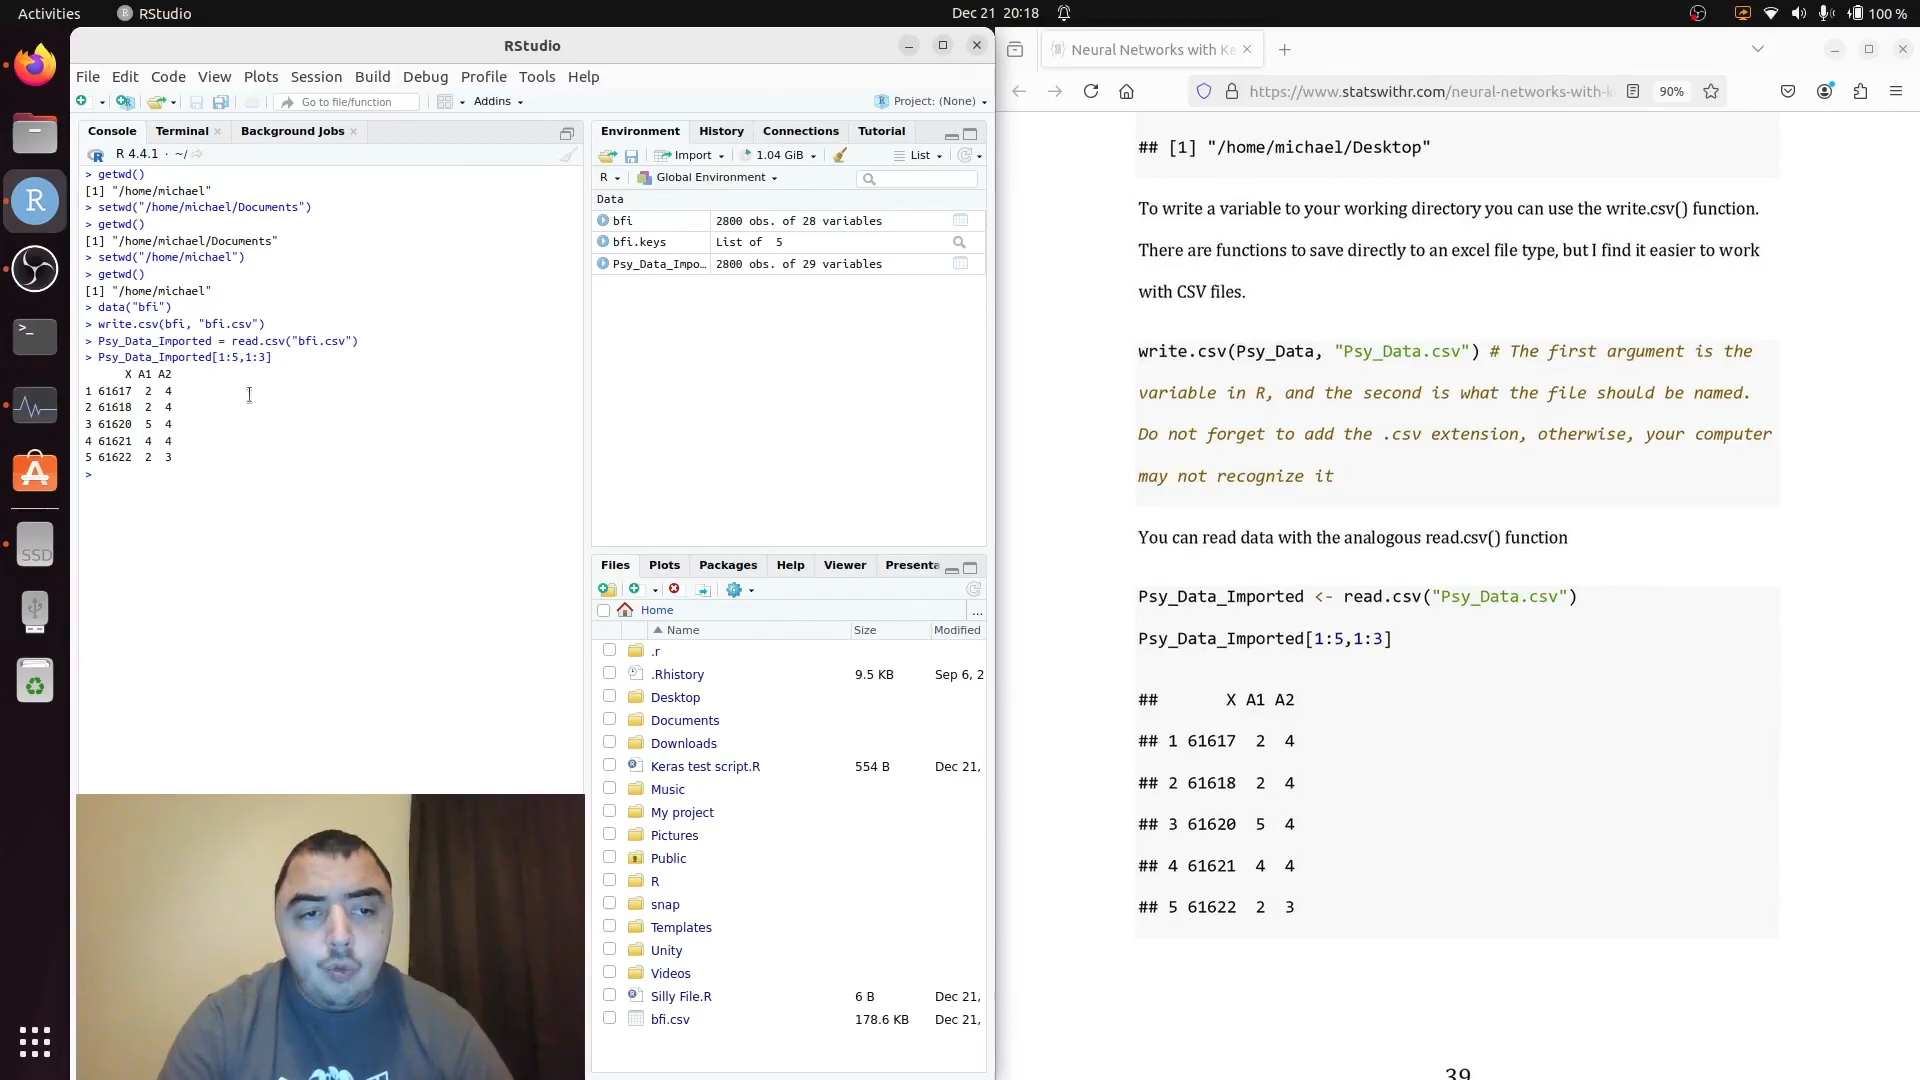 Activities
RStudio
Dec 21 20:18
100 %
RStudio
File Edit Code View Plots Session Build Debug Profile Tools Help
Go to file/function
Addins
Project: (None)
Console Terminal Background Jobs
R 4.4.1 · ~/
> getwd()
[1] "/home/michael"
> setwd("/home/michael/Documents")
> getwd()
[1] "/home/michael/Documents"
> setwd("/home/michael")
> getwd()
[1] "/home/michael"
> data("bfi")
> write.csv(bfi, "bfi.csv")
> Psy_Data_Imported = read.csv("bfi.csv")
> Psy_Data_Imported[1:5,1:3]
X A1 A2
1 61617 2 4
2 61618 2 4
3 61620 5 4
4 61621 4 4
5 61622 2 3
>
SSD
Environment History Connections Tutorial
Import 1.04 GiB List
R Global Environment
Data
bfi 2800 obs. of 28 variables
bfi.keys List of 5
Psy_Data_Impo… 2800 obs. of 29 variables
Files Plots Packages Help Viewer Presenta
Home ...
Name Size Modified
.r
.Rhistory 9.5 KB Sep 6, 2
Desktop
Documents
Downloads
Keras test script.R 554 B Dec 21,
Music
My project
Pictures
Public
R
snap
Templates
Unity
Videos
Silly File.R 6 B Dec 21,
bfi.csv 178.6 KB Dec 21,
Neural Networks with Ke
https://www.statswithr.com/neural-networks-with-k
90%
## [1] "/home/michael/Desktop"
To write a variable to your working directory you can use the write.csv() function.
There are functions to save directly to an excel file type, but I find it easier to work
with CSV files.
write.csv(Psy_Data, "Psy_Data.csv") # The first argument is the
variable in R, and the second is what the file should be named.
Do not forget to add the .csv extension, otherwise, your computer
may not recognize it
You can read data with the analogous read.csv() function
Psy_Data_Imported <- read.csv("Psy_Data.csv")
Psy_Data_Imported[1:5,1:3]
## X A1 A2
## 1 61617 2 4
## 2 61618 2 4
## 3 61620 5 4
## 4 61621 4 4
## 5 61622 2 3
39